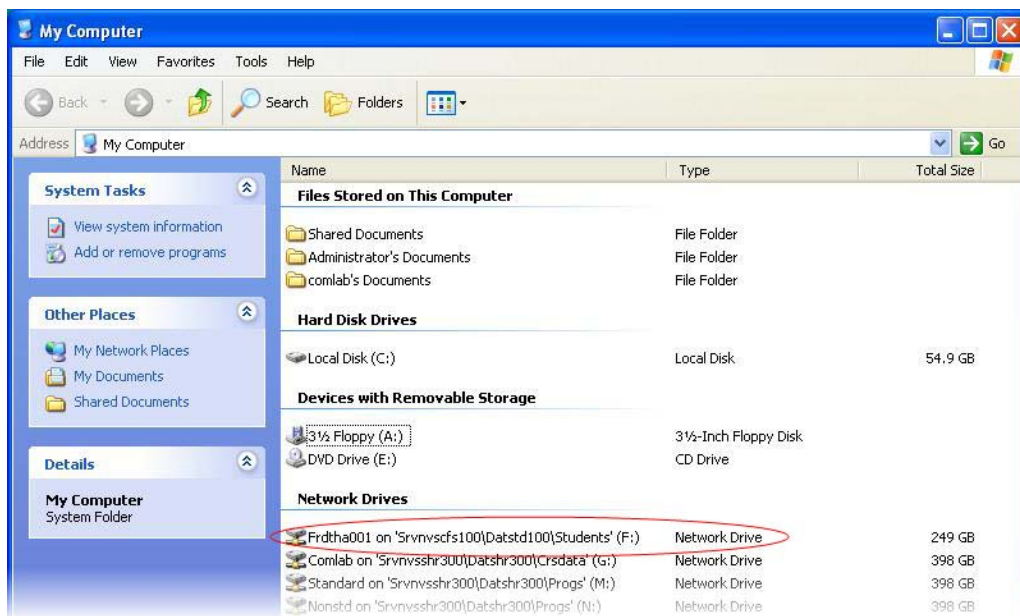 My Computer
File Edit View Favorites Tools Help
Back Search Folders
Address My Computer Go
System Tasks
View system information
Add or remove programs
Other Places
My Network Places
My Documents
Shared Documents
Details
My Computer
System Folder
Name Type Total Size
Files Stored on This Computer
Shared Documents File Folder
Administrator's Documents File Folder
comlab's Documents File Folder
Hard Disk Drives
Local Disk (C:) Local Disk 54.9 GB
Devices with Removable Storage
3½ Floppy (A:) 3½-Inch Floppy Disk
DVD Drive (E:) CD Drive
Network Drives
Frdtha001 on 'Srvnvscfs100\Datstd100\Students' (F:) Network Drive 249 GB
Comlab on 'Srvnvsshr300\Datshr300\Crsdata' (G:) Network Drive 398 GB
Standard on 'Srvnvsshr300\Datshr300\Progs' (M:) Network Drive 398 GB
Nonstd on 'Srvnvsshr300\Datshr300\Progs' (N:) Network Drive 398 GB